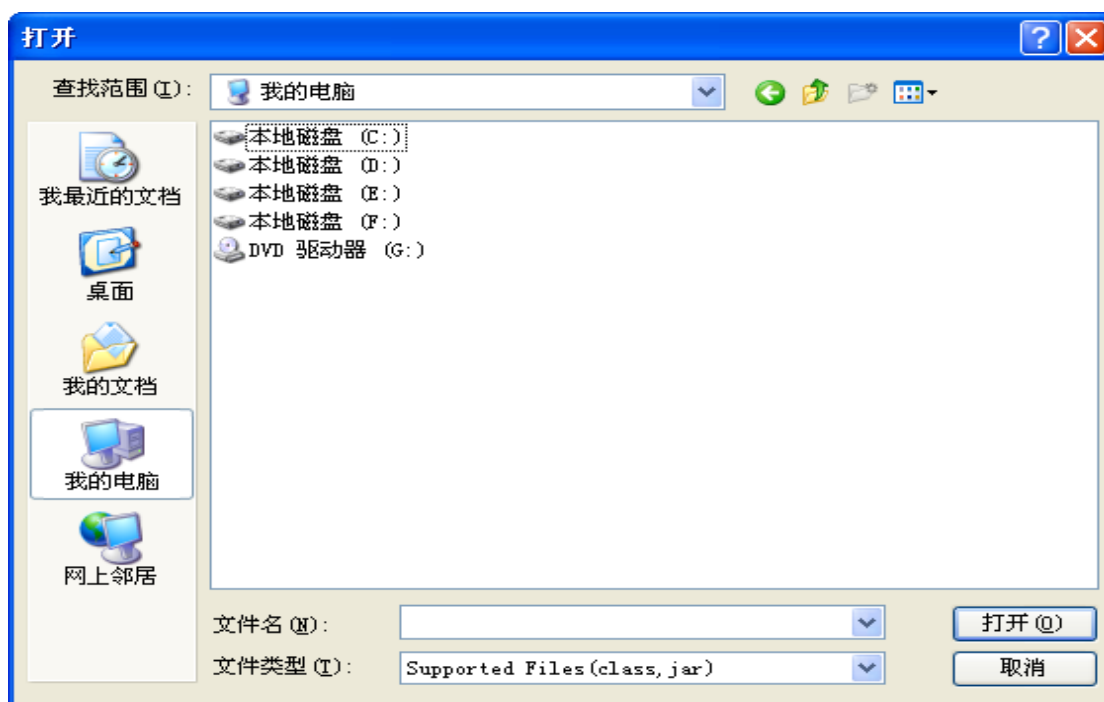 打开
查找范围(I):
我的电脑
本地磁盘 (C:)
本地磁盘 (D:)
本地磁盘 (E:)
本地磁盘 (F:)
DVD 驱动器 (G:)
我最近的文档
桌面
我的文档
我的电脑
网上邻居
文件名(N):
打开(O)
文件类型(T):
Supported Files(class,jar)
取消